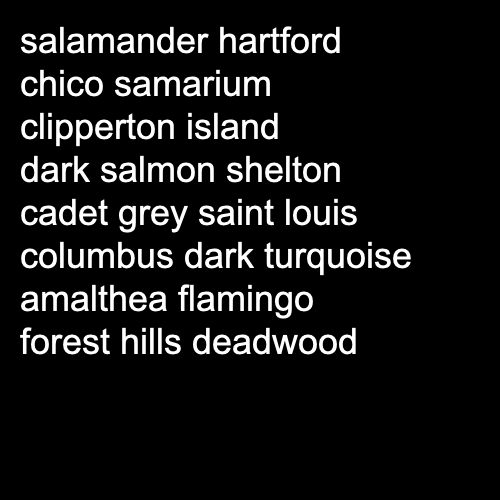 salamander hartford
chico samarium
clipperton island
dark salmon shelton
cadet grey saint louis
columbus dark turquoise
amalthea flamingo
forest hills deadwood